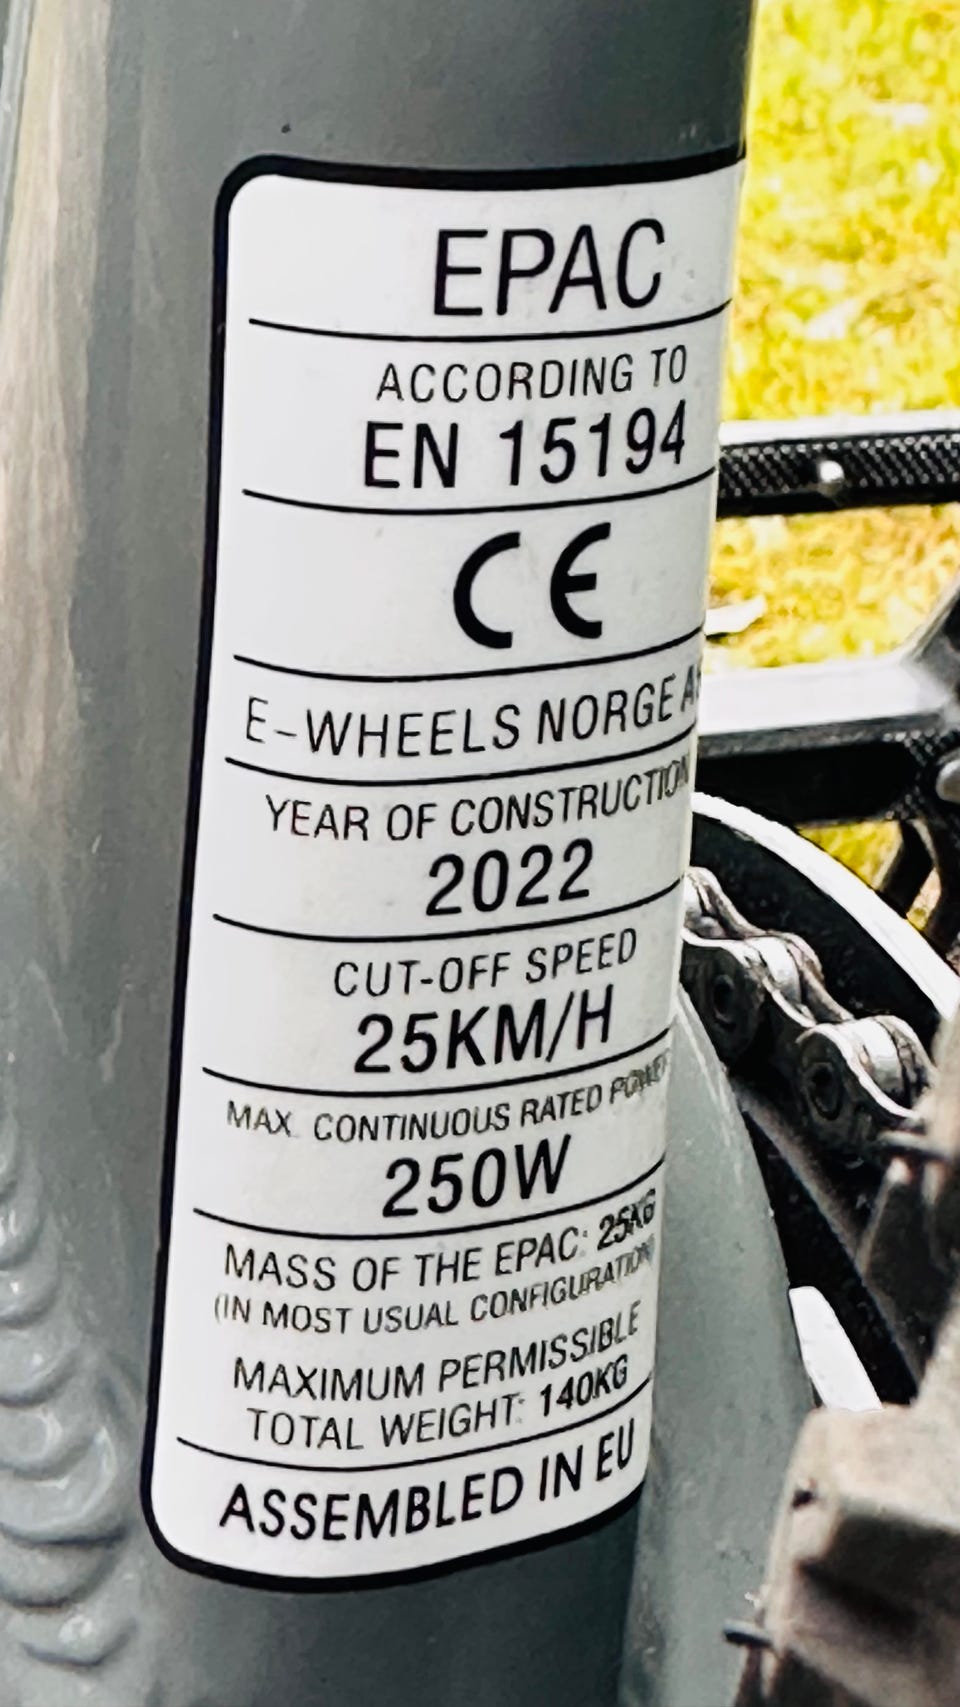 EPAC
ACCORDING TO
EN 15194
CE
E-WHEELS NORGE
YEAR OF CONSTRUCTION
2022
CUT-OFF SPEED
25KM/H
MAX. CONTINUOUS RATED POWER
250W
MASS OF THE EPAC: 25KG
(IN MOST USUAL CONFIGURATION)
MAXIMUM PERMISSIBLE
TOTAL WEIGHT: 140KG
ASSEMBLED IN EU